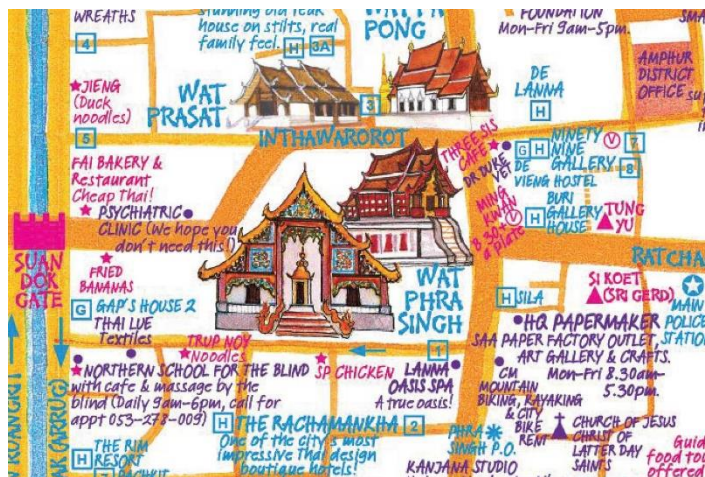 WREATHS
4
stunning old teak
house on stilts, real
family feel. H 3A
PONG
FOUNDATION
Mon-Fri 9am-5pm.
AMPHUR
DISTRICT
OFFICE
JIENG
(Duck
noodles)
5
WAT
PRASAT
3
DE
LANNA
H
INTHAWAROROT
THREE SIS
CAFE
DR DUKE
VET
G H NINETY
NINE V 7
GALLERY
8
DE
VIENG HOSTEL
BURI
H GALLERY
HOUSE
TUNG
YU
MING
KWAN
V
B 30+
a Plate
FAI BAKERY &
Restaurant
Cheap Thai!
PSYCHIATRIC
CLINIC (We hope you
don't need this!)
SUAN
DOK
GATE
FRIED
BANANAS
G GAP'S HOUSE 2
THAI LUE
Textiles
WAT
PHRA
SINGH
RATCHA
H SILA
SI KOET
(SRI GERD)
MAIN
POLICE
STATION
HQ PAPERMAKER
SAA PAPER FACTORY OUTLET,
ART GALLERY & CRAFTS.
Mon-Fri 8.30am-
5.30pm.
TRUP NOY
Noodles
1
NORTHERN SCHOOL FOR THE BLIND
with cafe & massage by the
blind (Daily 9am-6pm, call for
appt 053-278-009)
SP CHICKEN
LANNA
OASIS SPA
A true oasis!
CM
MOUNTAIN
BIKING, KAYAKING
& CITY
BIKE
RENT
H THE RACHAMANKHA 2
One of the city's most
impressive Thai design
boutique hotels!
PHRA
SINGH P.O.
CHURCH OF JESUS
CHRIST OF
LATTER DAY
SAINTS
Guid
food to
offered
H THE RIM
RESORT
KANJANA STUDIO